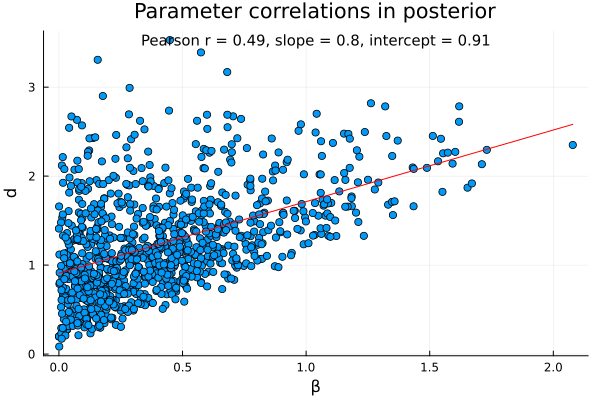 Parameter correlations in posterior
Pearson r = 0.49, slope = 0.8, intercept = 0.91
3
2
d
1
0
0.0 0.5 1.0 1.5 2.0
β